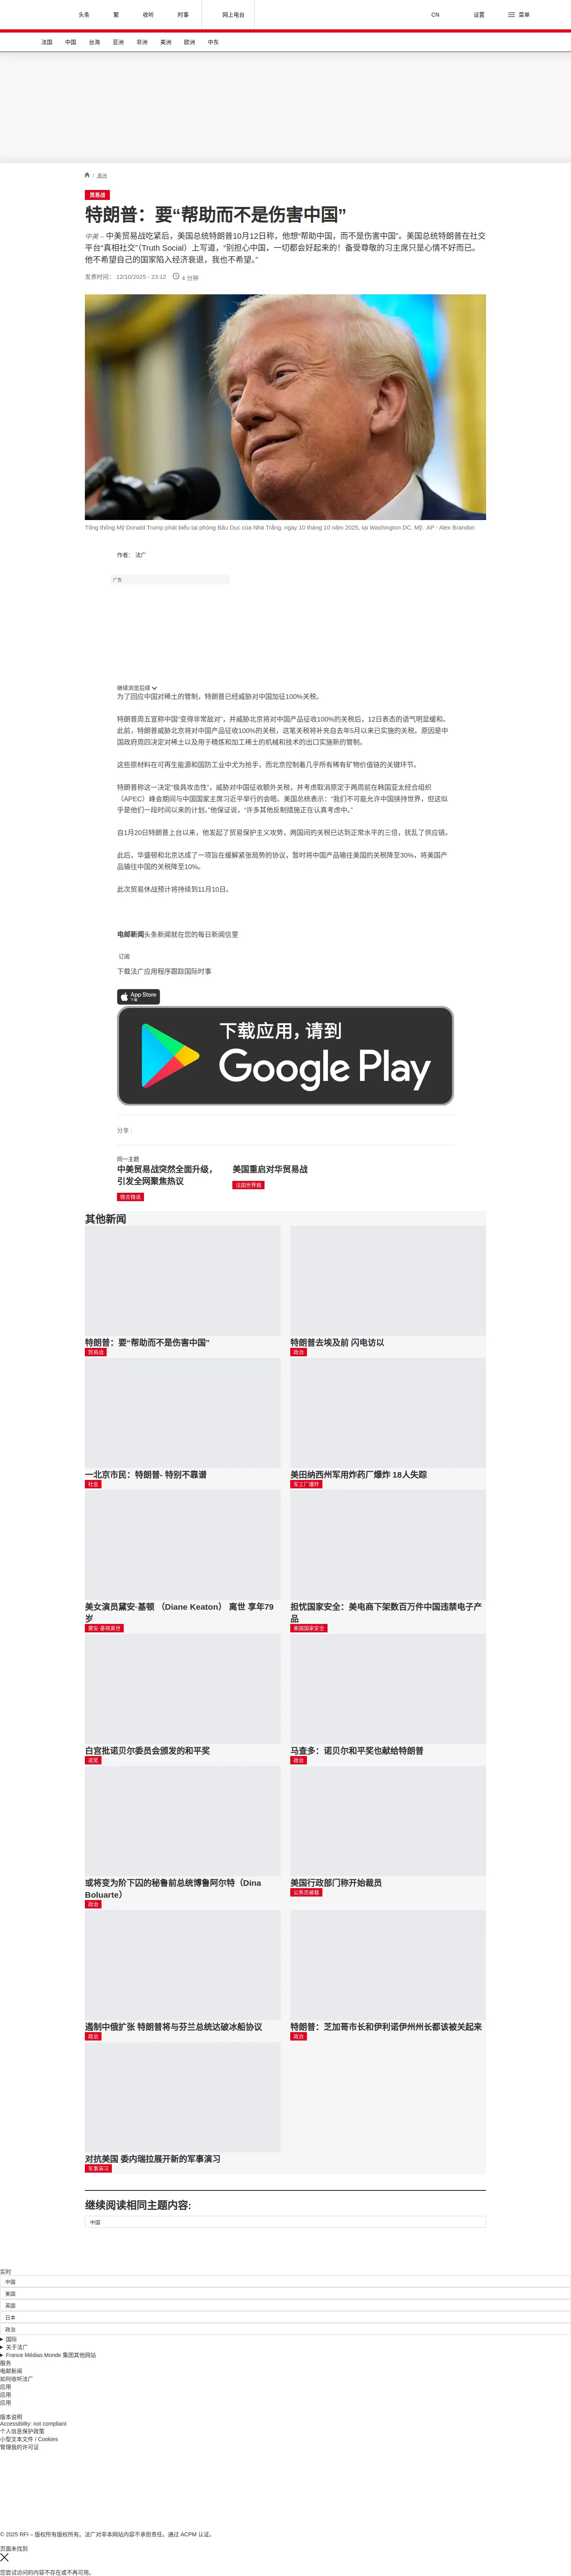 头条
繁
收听
时事
网上电台
CN
设置
菜单
法国
中国
台海
亚洲
非洲
美洲
欧洲
中东
/ 美洲
贸易战
特朗普：要“帮助而不是伤害中国”
中美 – 中美贸易战吃紧后，美国总统特朗普10月12日称，他想“帮助中国，而不是伤害中国”。美国总统特朗普在社交
平台“真相社交”（Truth Social）上写道，“别担心中国，一切都会好起来的！备受尊敬的习主席只是心情不好而已。
他不希望自己的国家陷入经济衰退，我也不希望。”
发表时间： 12/10/2025 - 23:12
4 分钟
Tổng thống Mỹ Donald Trump phát biểu tại phòng Bầu Dục của Nhà Trắng, ngày 10 tháng 10 năm 2025, tại Washington DC, Mỹ. AP - Alex Brandon
作者： 法广
广告
继续浏览后续
为了回应中国对稀土的管制，特朗普已经威胁对中国加征100%关税。
特朗普周五宣称中国“变得非常敌对”，并威胁北京将对中国产品征收100%的关税后，12日表态的语气明显缓和。
此前，特朗普威胁北京将对中国产品征收100%的关税，这笔关税将补充自去年5月以来已实施的关税。原因是中
国政府周四决定对稀土以及用于精炼和加工稀土的机械和技术的出口实施新的管制。
这些原材料在可再生能源和国防工业中尤为抢手，而北京控制着几乎所有稀有矿物价值链的关键环节。
特朗普称这一决定“极具攻击性”，威胁对中国征收额外关税，并考虑取消原定于两周前在韩国亚太经合组织
（APEC）峰会期间与中国国家主席习近平举行的会晤。美国总统表示：“我们不可能允许中国挟持世界，但这似
乎是他们一段时间以来的计划。”他保证说，“许多其他反制措施正在认真考虑中。”
自1月20日特朗普上台以来，他发起了贸易保护主义攻势，两国间的关税已达到正常水平的三倍，扰乱了供应链。
此后，华盛顿和北京达成了一项旨在缓解紧张局势的协议，暂时将中国产品输往美国的关税降至30%，将美国产
品输往中国的关税降至10%。
此次贸易休战预计将持续到11月10日。
电邮新闻头条新闻就在您的每日新闻信里
订阅
下载法广应用程序跟踪国际时事
App Store
下载
下载应用，请到
Google Play
分享 :
同一主题
中美贸易战突然全面升级，
引发全网聚焦热议
微言微语
美国重启对华贸易战
法国世界报
其他新闻
特朗普：要“帮助而不是伤害中国”
贸易战
特朗普去埃及前 闪电访以
政治
一北京市民：特朗普- 特别不靠谱
社会
美田纳西州军用炸药厂爆炸 18人失踪
军工厂爆炸
美女演员黛安·基顿 （Diane Keaton） 离世 享年79
岁
黛安·基顿离世
担忧国家安全：美电商下架数百万件中国违禁电子产
品
美国国家安全
白宫批诺贝尔委员会颁发的和平奖
诺奖
马查多：诺贝尔和平奖也献给特朗普
政治
或将变为阶下囚的秘鲁前总统博鲁阿尔特（Dina
Boluarte）
政治
美国行政部门称开始裁员
公务员被裁
遏制中俄扩张 特朗普将与芬兰总统达破冰船协议
政治
特朗普：芝加哥市长和伊利诺伊州州长都该被关起来
政治
对抗美国 委内瑞拉展开新的军事演习
军事演习
继续阅读相同主题内容:
中国
实时
中国
美国
英国
日本
政治
国际
关于法广
France Médias Monde 集团其他网站
服务
电邮新闻
如何收听法广
应用
应用
应用
版本说明
Accessibility: not compliant
个人信息保护政策
小型文本文件 / Cookies
管理我的许可证
© 2025 RFI – 版权所有版权所有。法广对非本网站内容不承担责任。通过 ACPM 认证。
页面未找到
您尝试访问的内容不存在或不再可用。